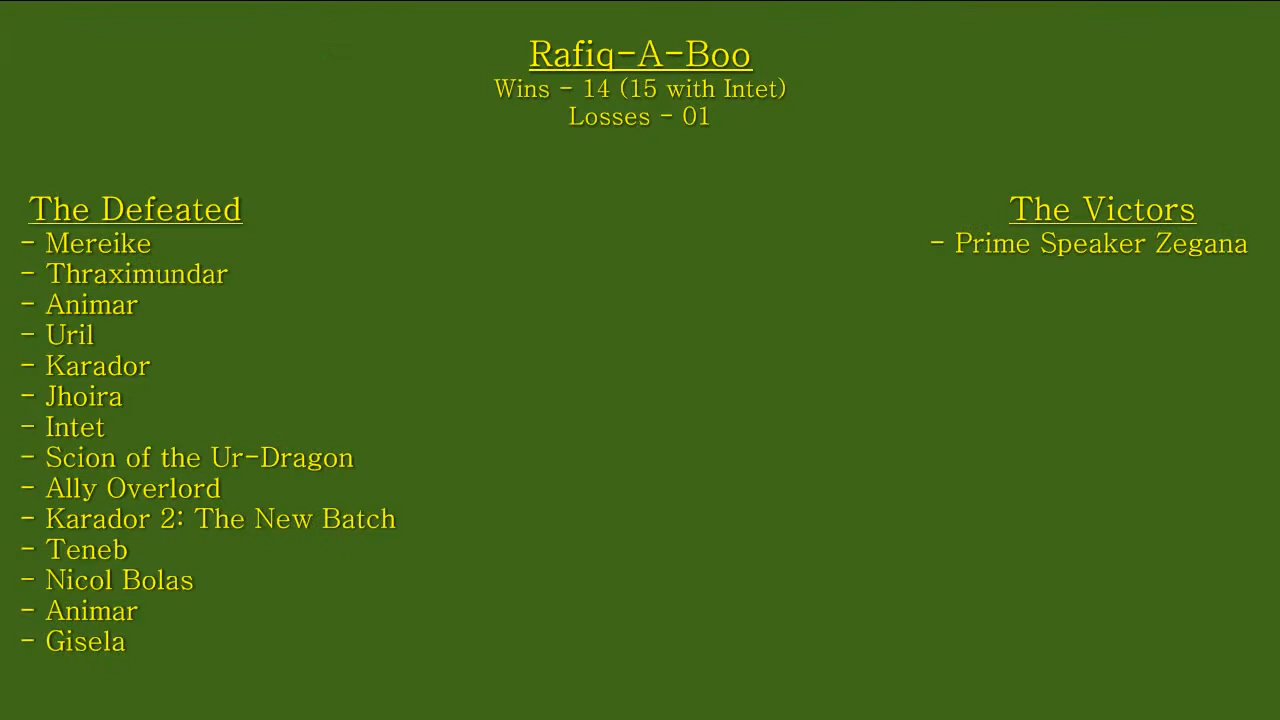 Rafiq-A-Boo
Wins - 14 (15 with Intet)
Losses - 01
The Defeated
- Mereike
- Thraximundar
- Animar
- Uril
- Karador
- Jhoira
- Intet
- Scion of the Ur-Dragon
- Ally Overlord
- Karador 2: The New Batch
- Teneb
- Nicol Bolas
- Animar
- Gisela
The Victors
- Prime Speaker Zegana